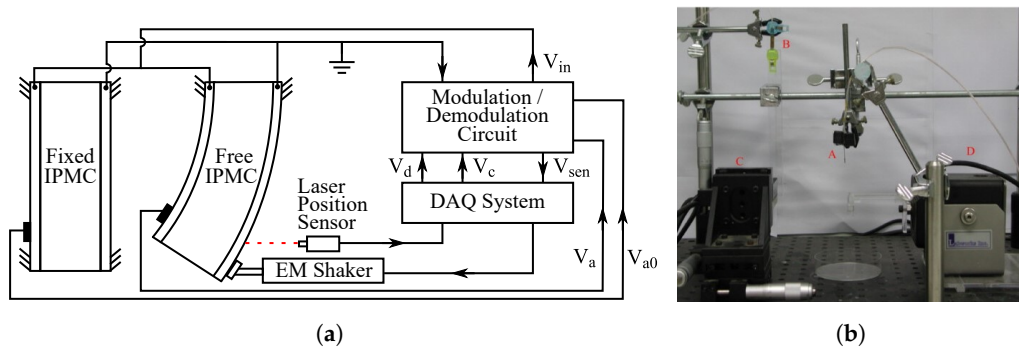 Fixed
IPMC
Free
IPMC
V_in
Modulation /
Demodulation
Circuit
V_d
V_c
V_sen
DAQ System
Laser
Position
Sensor
EM Shaker
V_a
V_a0
(a)
B
A
C
D
(b)